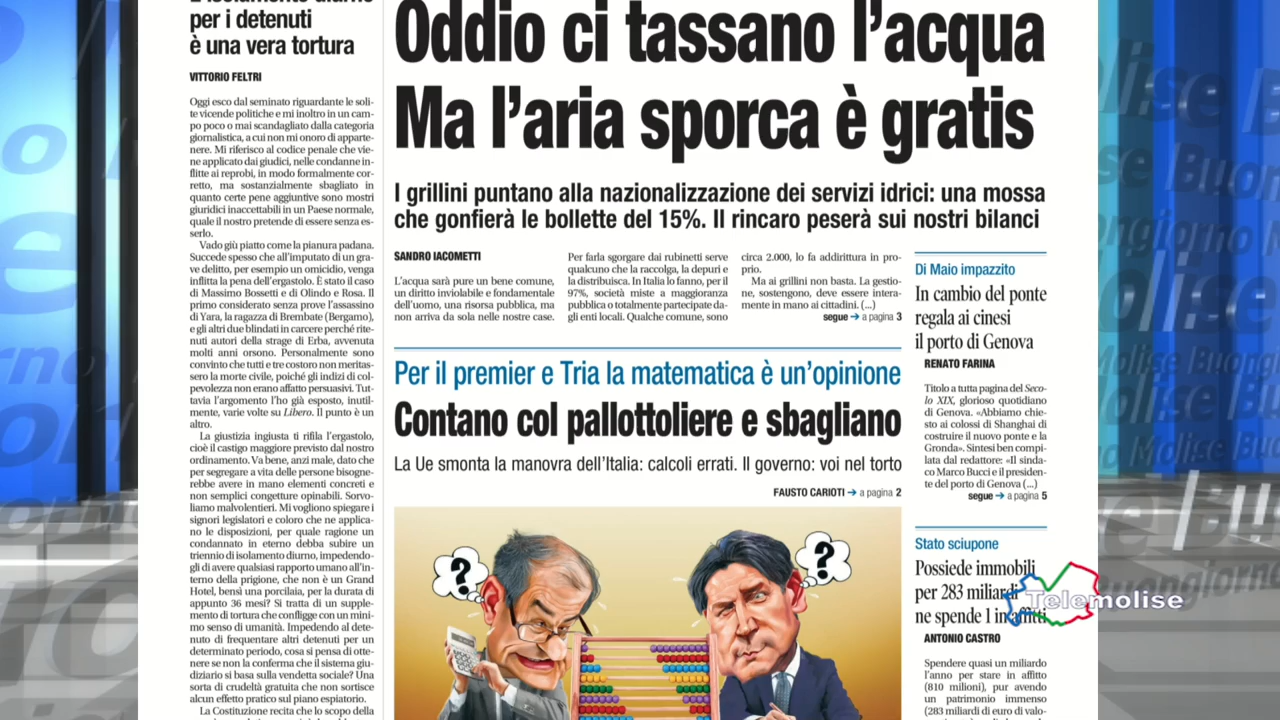 per i detenuti
è una vera tortura
VITTORIO FELTRI
Oggi esco dal seminato riguardante le soli-
te vicende politiche e mi inoltro in un cam-
po poco o mai scandagliato dalla categoria
giornalistica, a cui non mi onoro di apparte-
nere. Mi riferisco al codice penale che vie-
ne applicato dai giudici, nelle condanne in-
flitte ai reprobi, in modo formalmente cor-
retto, ma sostanzialmente sbagliato in
quanto certe pene aggiuntive sono mostri
giuridici inaccettabili in un Paese normale,
quale il nostro pretende di essere senza es-
serlo.
Vado giù piatto come la pianura padana.
Succede spesso che all'imputato di un gra-
ve delitto, per esempio un omicidio, venga
inflitta la pena dell'ergastolo. È stato il caso
di Massimo Bossetti e di Olindo e Rosa. Il
primo considerato senza prove l'assassino
di Yara, la ragazza di Brembate (Bergamo),
e gli altri due blindati in carcere perché rite-
nuti autori della strage di Erba, avvenuta
molti anni orsono. Personalmente sono
convinto che tutti e tre costoro non meritas-
sero la morte civile, poiché gli indizi di col-
pevolezza non erano affatto persuasivi. Tut-
tavia l'argomento l'ho già esposto, inutil-
mente, varie volte su Libero. Il punto è un
altro.
La giustizia ingiusta ti rifila l'ergastolo,
cioè il castigo maggiore previsto dal nostro
ordinamento. Va bene, anzi male, dato che
per segregare a vita delle persone bisogne-
rebbe avere in mano elementi concreti e
non semplici congetture opinabili. Sorvo-
liamo malvolentieri. Mi vogliono spiegare i
signori legislatori e coloro che ne applica-
no le disposizioni, per quale ragione un
condannato in eterno debba subire un
triennio di isolamento diurno, impedendo-
gli di avere qualsiasi rapporto umano all'in-
terno della prigione, che non è un Grand
Hotel, bensì una porcilaia, per la durata di
appunto 36 mesi? Si tratta di un supple-
mento di tortura che confligge con un mini-
mo senso di umanità. Impedendo al dete-
nuto di frequentare altri detenuti per un
determinato periodo, cosa si pensa di otte-
nere se non la conferma che il sistema giu-
diziario si basa sulla vendetta sociale? Una
sorta di crudeltà gratuita che non sortisce
alcun effetto pratico sul piano espiatorio.
La Costituzione recita che lo scopo della
Oddio ci tassano l'acqua
Ma l'aria sporca è gratis
I grillini puntano alla nazionalizzazione dei servizi idrici: una mossa
che gonfierà le bollette del 15%. Il rincaro peserà sui nostri bilanci
SANDRO IACOMETTI
L'acqua sarà pure un bene comune,
un diritto inviolabile e fondamentale
dell'uomo, una risorsa pubblica, ma
non arriva da sola nelle nostre case.
Per farla sgorgare dai rubinetti serve
qualcuno che la raccolga, la depuri e
la distribuisca. In Italia lo fanno, per il
97%, società miste a maggioranza
pubblica o totalmente partecipate da-
gli enti locali. Qualche comune, sono
circa 2.000, lo fa addirittura in pro-
prio.
Ma ai grillini non basta. La gestio-
ne, sostengono, deve essere intera-
mente in mano ai cittadini. (...)
segue → a pagina 3
Per il premier e Tria la matematica è un'opinione
Contano col pallottoliere e sbagliano
La Ue smonta la manovra dell'Italia: calcoli errati. Il governo: voi nel torto
FAUSTO CARIOTI → a pagina 2
?
?
Di Maio impazzito
In cambio del ponte
regala ai cinesi
il porto di Genova
RENATO FARINA
Titolo a tutta pagina del Seco-
lo XIX, glorioso quotidiano
di Genova. «Abbiamo chie-
sto ai colossi di Shanghai di
costruire il nuovo ponte e la
Gronda». Sintesi ben compi-
lata dal redattore: «Il sinda-
co Marco Bucci e il presiden-
te del porto di Genova (...)
segue → a pagina 5
Stato sciupone
Possiede immobili
per 283 miliardi
ne spende 1 in affitti
ANTONIO CASTRO
Spendere quasi un miliardo
l'anno per stare in affitto
(810 milioni), pur avendo
un patrimonio immenso
(283 miliardi di euro di valo-
Telemolise